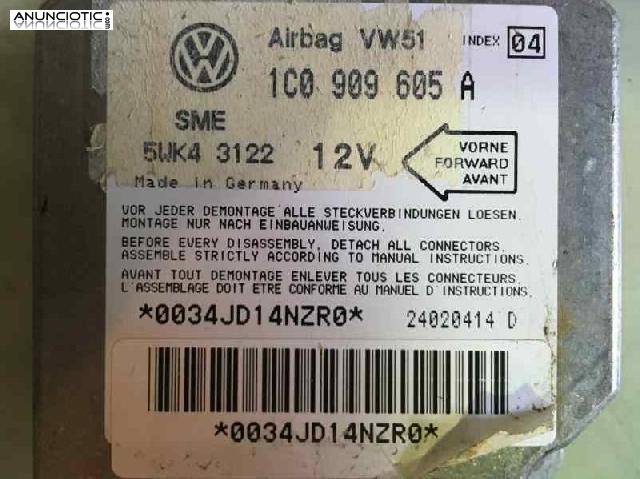 ANUNCIOTIC.COM
Airbag VW51 INDEX 04
1C0 909 605 A
SME
5WK4 3122 12V
VORNE
FORWARD
AVANT
Made in Germany
VOR JEDER DEMONTAGE ALLE STECKVERBINDUNGEN LOESEN.
MONTAGE NUR NACH EINBAUANWEISUNG.
BEFORE EVERY DISASSEMBLY, DETACH ALL CONNECTORS.
ASSEMBLE STRICTLY ACCORDING TO MANUAL INSTRUCTIONS.
AVANT TOUT DEMONTAGE ENLEVER TOUS LES CONNECTEURS.
L'ASSEMBLAGE DOIT ETRE CONFORME AU MANUEL D'INSTRUCTIONS.
*0034JD14NZR0* 24020414 D
*0034JD14NZR0*